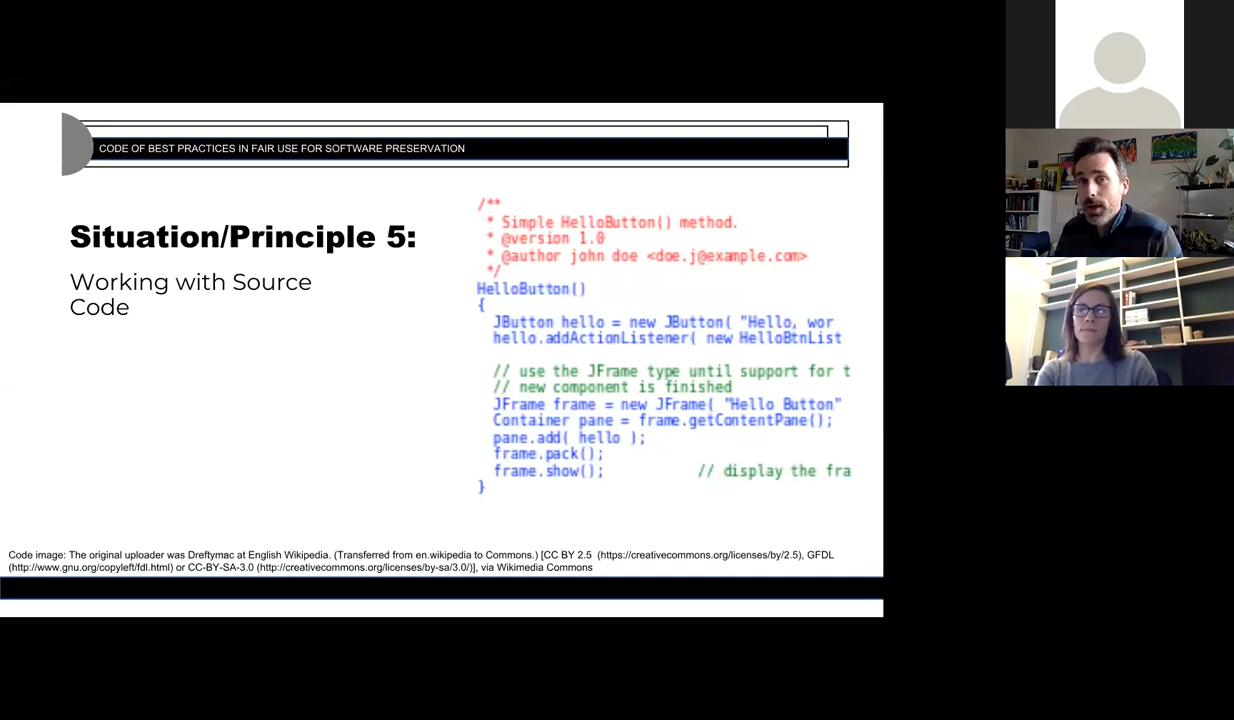 CODE OF BEST PRACTICES IN FAIR USE FOR SOFTWARE PRESERVATION
Situation/Principle 5:
Working with Source
Code
/**
* Simple HelloButton() method.
* @version 1.0
* @author john doe <doe.j@example.com>
*/
HelloButton()
{
JButton hello = new JButton( "Hello, wor
hello.addActionListener( new HelloBtnList
// use the JFrame type until support for t
// new component is finished
JFrame frame = new JFrame( "Hello Button"
Container pane = frame.getContentPane();
pane.add( hello );
frame.pack();
frame.show(); // display the fra
}
Code image: The original uploader was Dreftymac at English Wikipedia. (Transferred from en.wikipedia to Commons.) [CC BY 2.5 (https://creativecommons.org/licenses/by/2.5), GFDL
(http://www.gnu.org/copyleft/fdl.html) or CC-BY-SA-3.0 (http://creativecommons.org/licenses/by-sa/3.0/)], via Wikimedia Commons